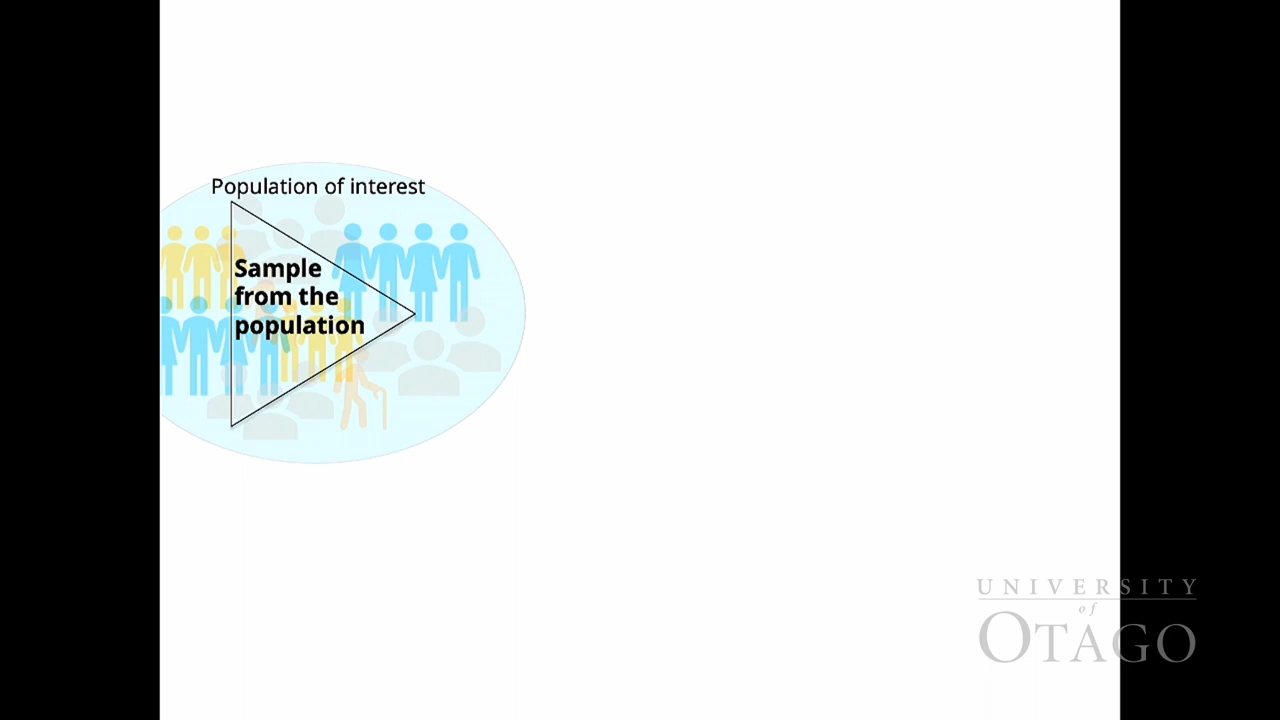 Population of interest
Sample
from the
population
UNIVERSITY
of
OTAGO